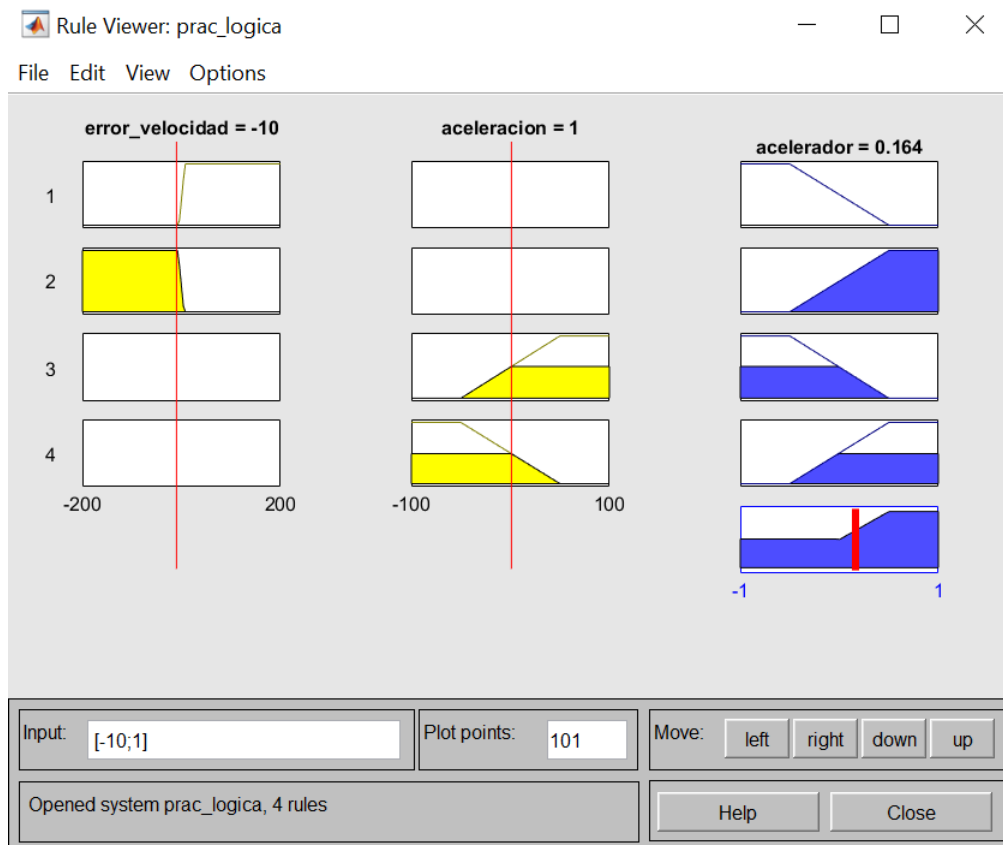 Rule Viewer: prac_logica
File Edit View Options
error_velocidad = -10
aceleracion = 1
acelerador = 0.164
1
2
3
4
-200 200
-100 100
-1 1
Input: [-10;1]
Plot points: 101
Move: left right down up
Opened system prac_logica, 4 rules
Help Close